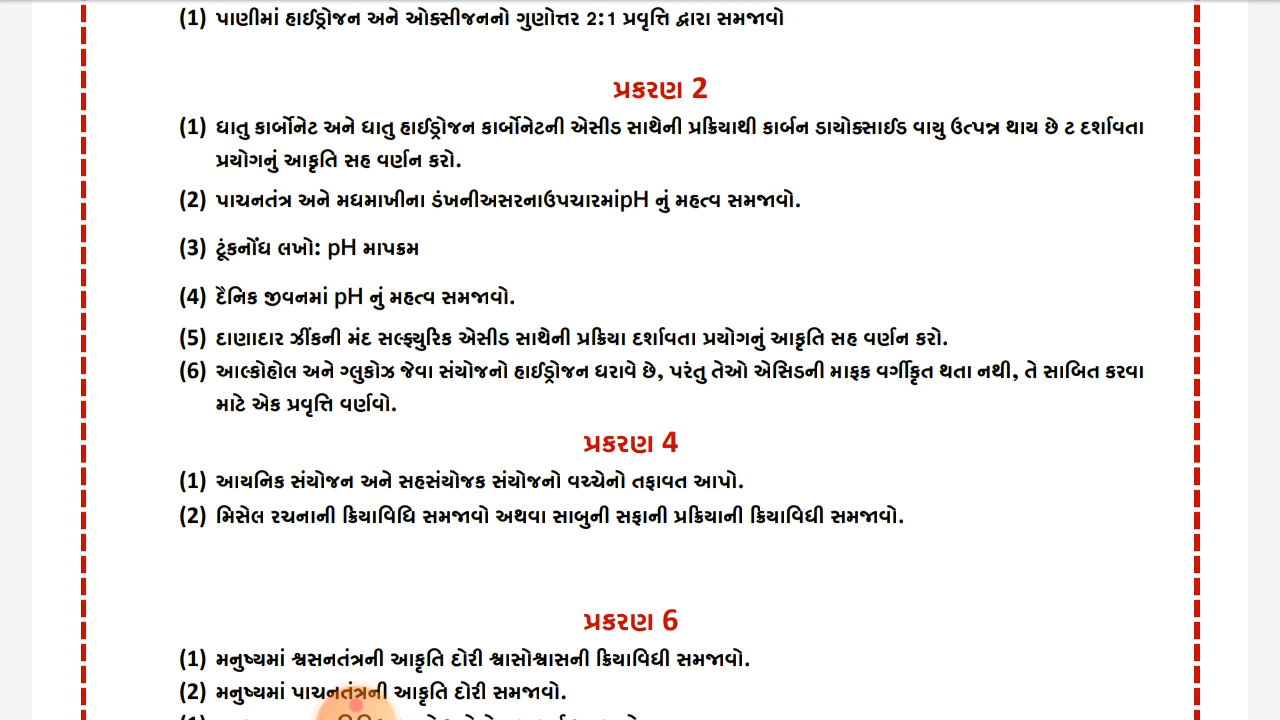 (1) પાણીમાં હાઈડ્રોજન અને ઓક્સીજનનો ગુણોત્તર 2:1 પ્રવૃત્તિ દ્વારા સમજાવો
પ્રકરણ 2
(1) ધાતુ કાર્બોનેટ અને ધાતુ હાઈડ્રોજન કાર્બોનેટની એસીડ સાથેની પ્રક્રિયાથી કાર્બન ડાયોક્સાઈડ વાયુ ઉત્પન્ન થાય છે ટ દર્શાવતા
પ્રયોગનું આકૃતિ સહ વર્ણન કરો.
(2) પાચનતંત્ર અને મધમાખીના ડંખનીઅસરનાઉપચારમાંpH નું મહત્વ સમજાવો.
(3) ટૂંકનોંધ લખો: pH માપક્રમ
(4) દૈનિક જીવનમાં pH નું મહત્વ સમજાવો.
(5) દાણાદાર ઝીંકની મંદ સલ્ફ્યુરિક એસીડ સાથેની પ્રક્રિયા દર્શાવતા પ્રયોગનું આકૃતિ સહ વર્ણન કરો.
(6) આલ્કોહોલ અને ગ્લુકોઝ જેવા સંયોજનો હાઈડ્રોજન ધરાવે છે, પરંતુ તેઓ એસિડની માફક વર્ગીકૃત થતા નથી, તે સાબિત કરવા
માટે એક પ્રવૃત્તિ વર્ણવો.
પ્રકરણ 4
(1) આયનિક સંયોજન અને સહસંયોજક સંયોજનો વચ્ચેનો તફાવત આપો.
(2) મિસેલ રચનાની ક્રિયાવિધિ સમજાવો અથવા સાબુની સફાની પ્રક્રિયાની ક્રિયાવિધી સમજાવો.
પ્રકરણ 6
(1) મનુષ્યમાં શ્વસનતંત્રની આકૃતિ દોરી શ્વાસોશ્વાસની ક્રિયાવિધી સમજાવો.
(2) મનુષ્યમાં પાચનતંત્રની આકૃતિ દોરી સમજાવો.